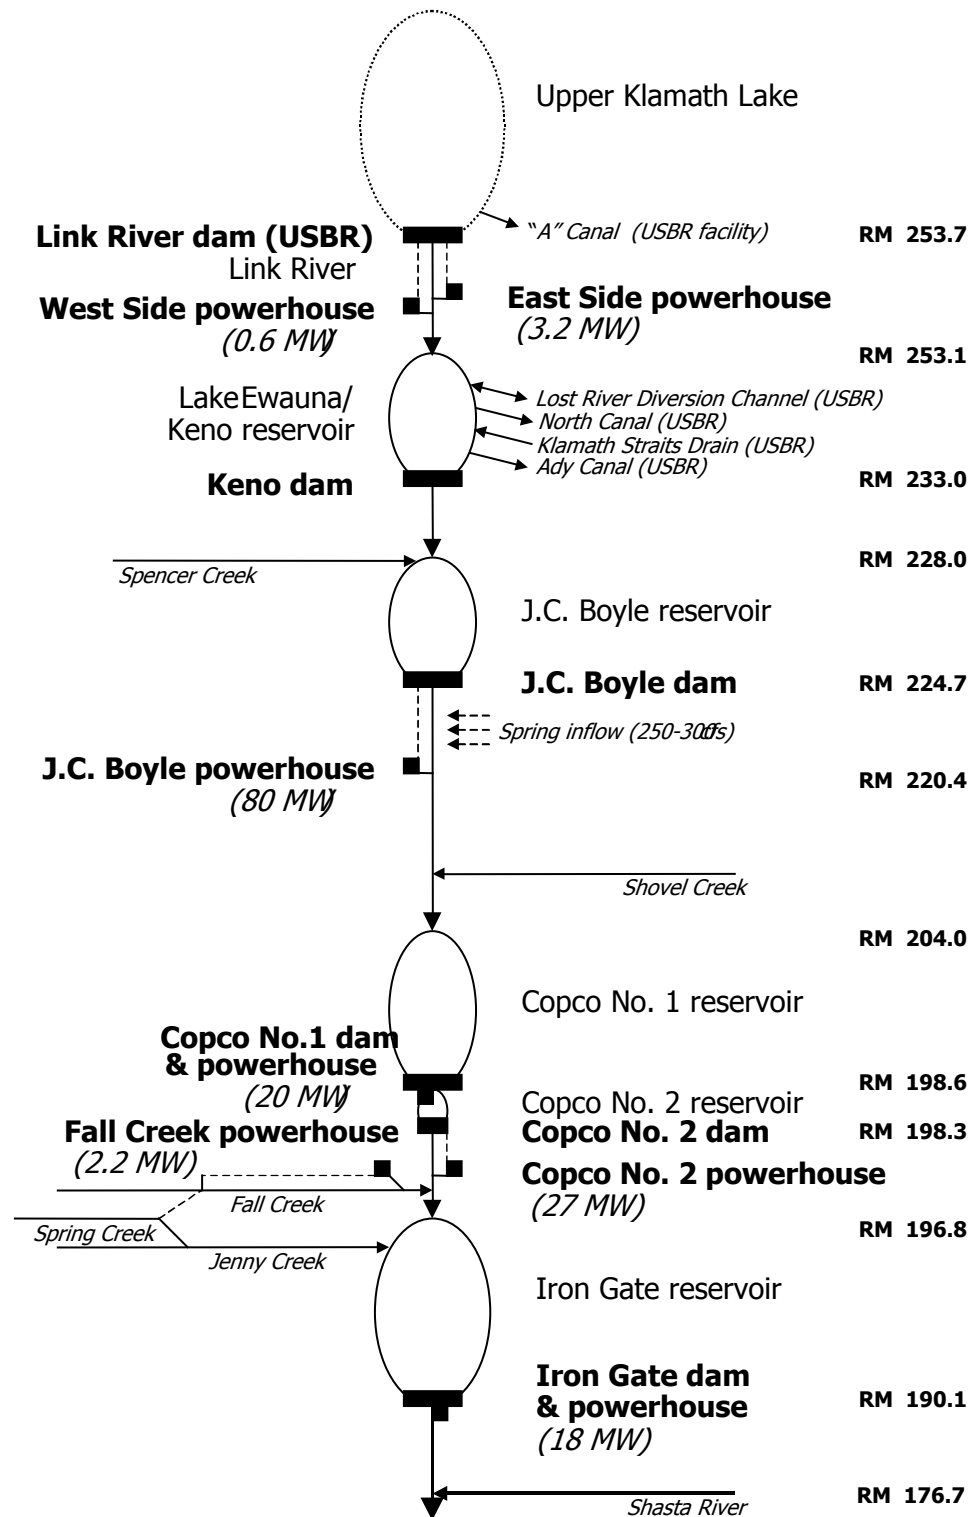 Upper Klamath Lake
"A" Canal (USBR facility)
Link River dam (USBR)
RM 253.7
Link River
West Side powerhouse
(0.6 MW)
East Side powerhouse
(3.2 MW)
RM 253.1
Lake Ewauna/
Keno reservoir
Lost River Diversion Channel (USBR)
North Canal (USBR)
Klamath Straits Drain (USBR)
Ady Canal (USBR)
Keno dam
RM 233.0
RM 228.0
Spencer Creek
J.C. Boyle reservoir
J.C. Boyle dam
RM 224.7
Spring inflow (250-300cfs)
J.C. Boyle powerhouse
(80 MW)
RM 220.4
Shovel Creek
RM 204.0
Copco No. 1 reservoir
Copco No.1 dam
& powerhouse
(20 MW)
RM 198.6
Copco No. 2 reservoir
Copco No. 2 dam
RM 198.3
Fall Creek powerhouse
(2.2 MW)
Copco No. 2 powerhouse
(27 MW)
Fall Creek
Spring Creek
RM 196.8
Jenny Creek
Iron Gate reservoir
Iron Gate dam
& powerhouse
(18 MW)
RM 190.1
Shasta River
RM 176.7